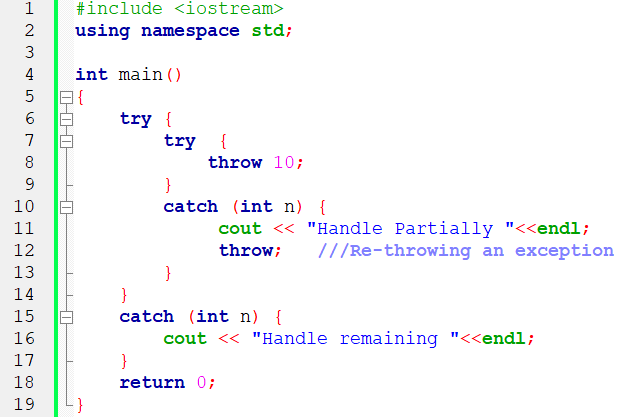 1 #include <iostream>
2 using namespace std;
3
4 int main()
5 {
6 try {
7 try  {
8 throw 10;
9 }
10 catch (int n) {
11 cout << "Handle Partially "<<endl;
12 throw;   ///Re-throwing an exception
13 }
14 }
15 catch (int n) {
16 cout << "Handle remaining "<<endl;
17 }
18 return 0;
19 }